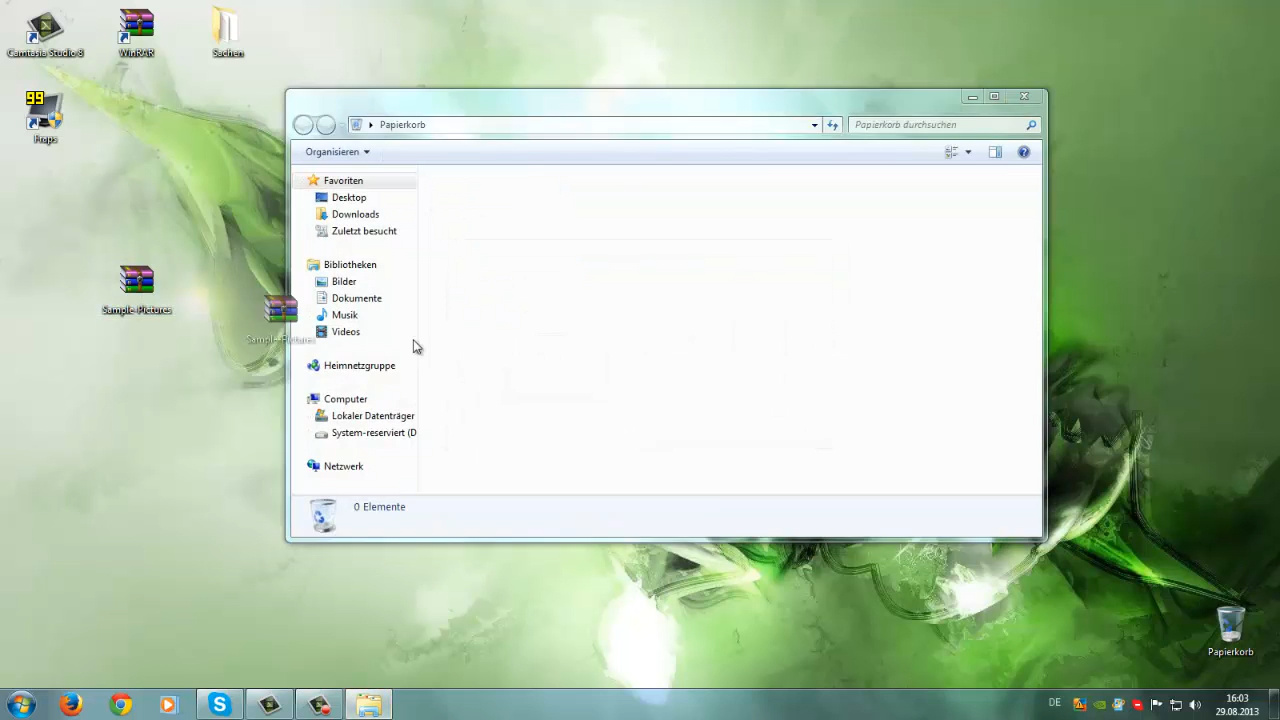 Camtasia Studio 8
WinRAR
Sachen
99
Fraps
Papierkorb
Papierkorb durchsuchen
Organisieren
Favoriten
Desktop
Downloads
Zuletzt besucht
Bibliotheken
Bilder
Dokumente
Musik
Videos
Heimnetzgruppe
Computer
Lokaler Datenträger
System-reserviert (D
Netzwerk
0 Elemente
Sample-Pictures
Sample-Pictures
Papierkorb
DE
16:03
29.08.2013